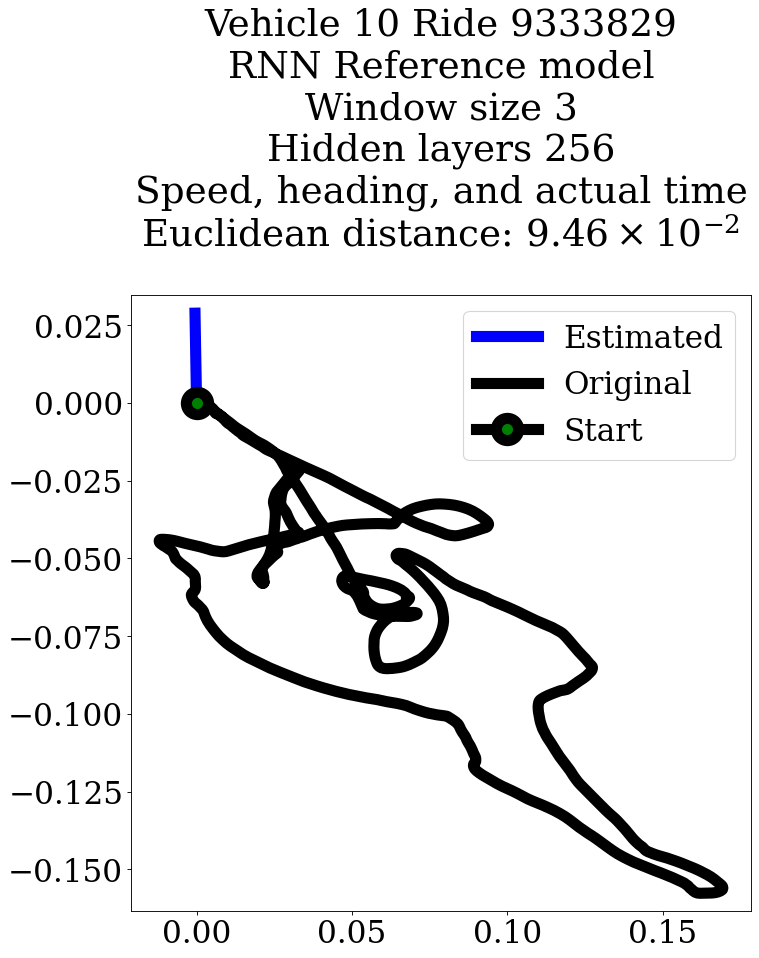 Vehicle 10 Ride 9333829
RNN Reference model
Window size 3
Hidden layers 256
Speed, heading, and actual time
Euclidean distance: 9.46 × 10⁻²
Estimated
Original
Start
0.025
0.000
−0.025
−0.050
−0.075
−0.100
−0.125
−0.150
0.00 0.05 0.10 0.15